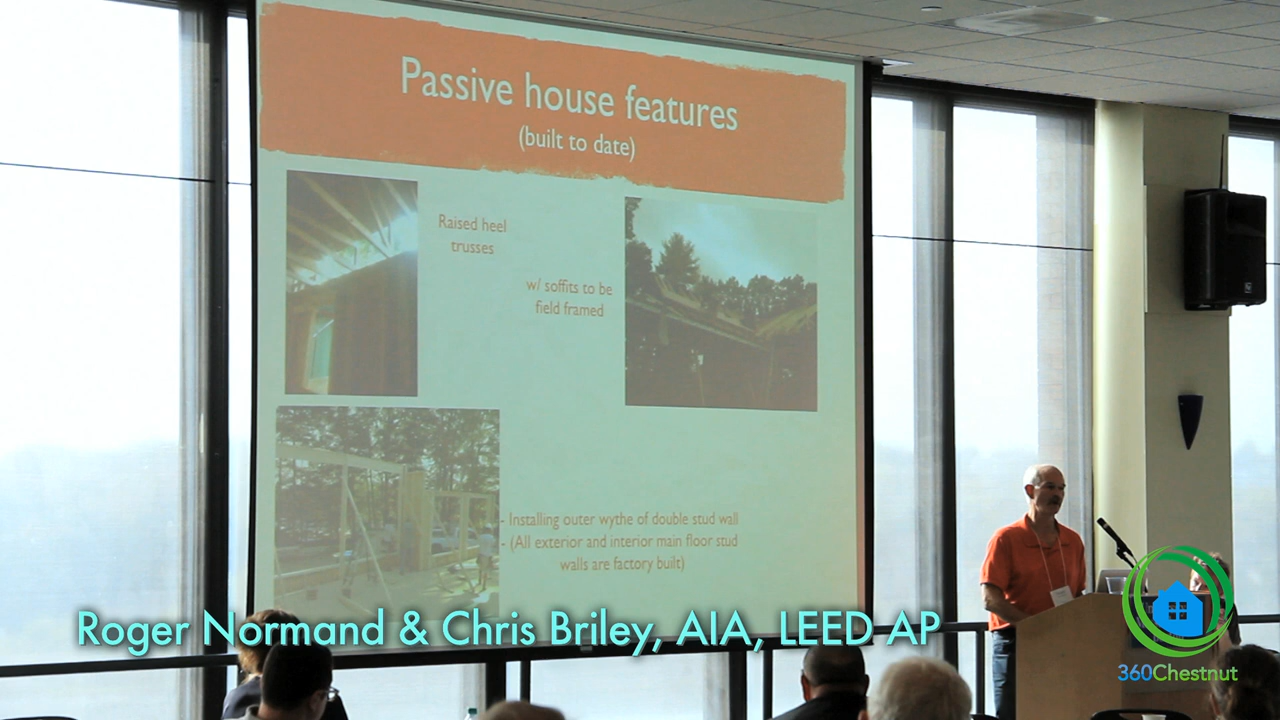 Passive house features
(built to date)
Raised heel
trusses
w/ soffits to be
field framed
- Installing outer wythe of double stud wall
- (All exterior and interior main floor stud
walls are factory built)
Roger Normand & Chris Briley, AIA, LEED AP
360Chestnut